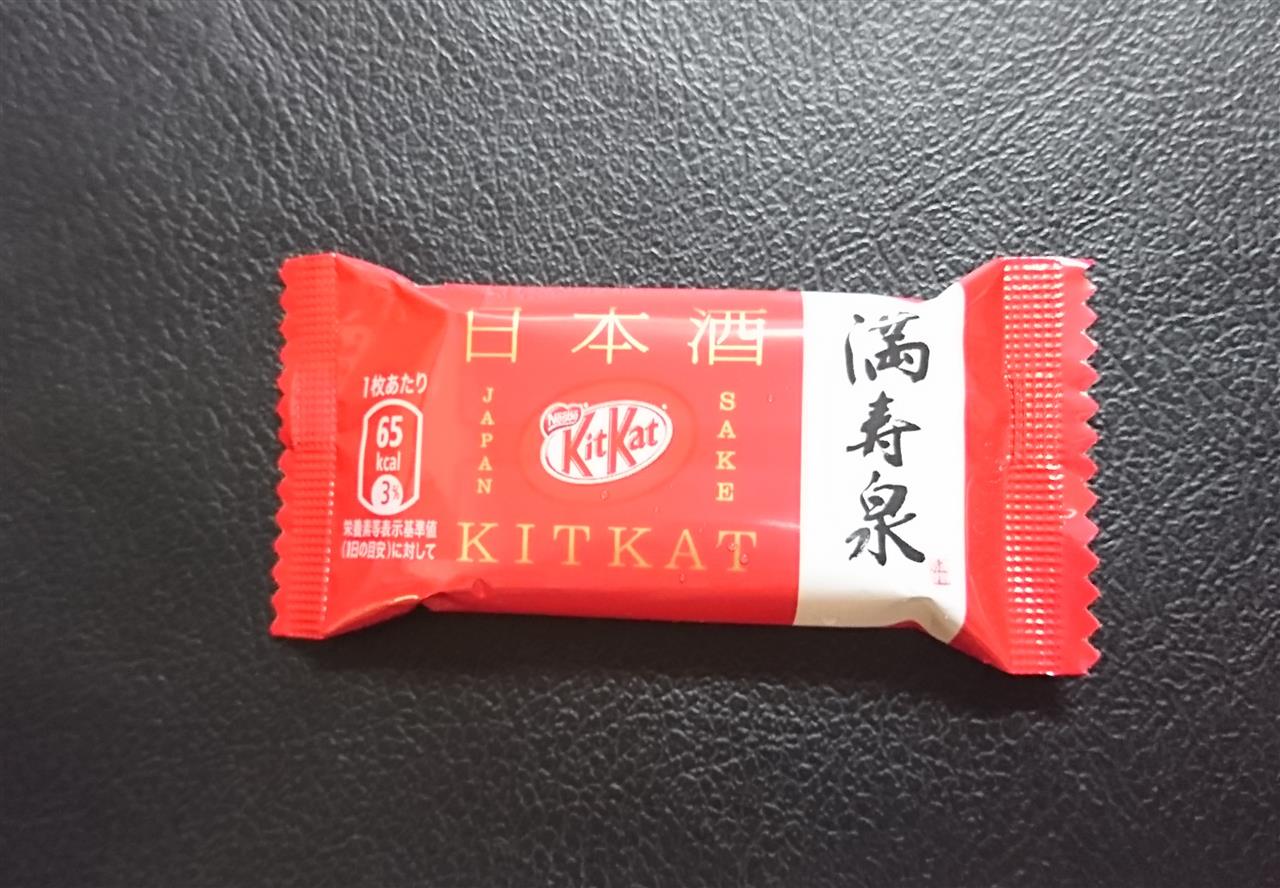 日本酒
JAPAN
SAKE
Nestlé
KitKat
KITKAT
1枚あたり
65
kcal
3%
栄養素等表示基準値
(1日の目安)に対して
満寿泉